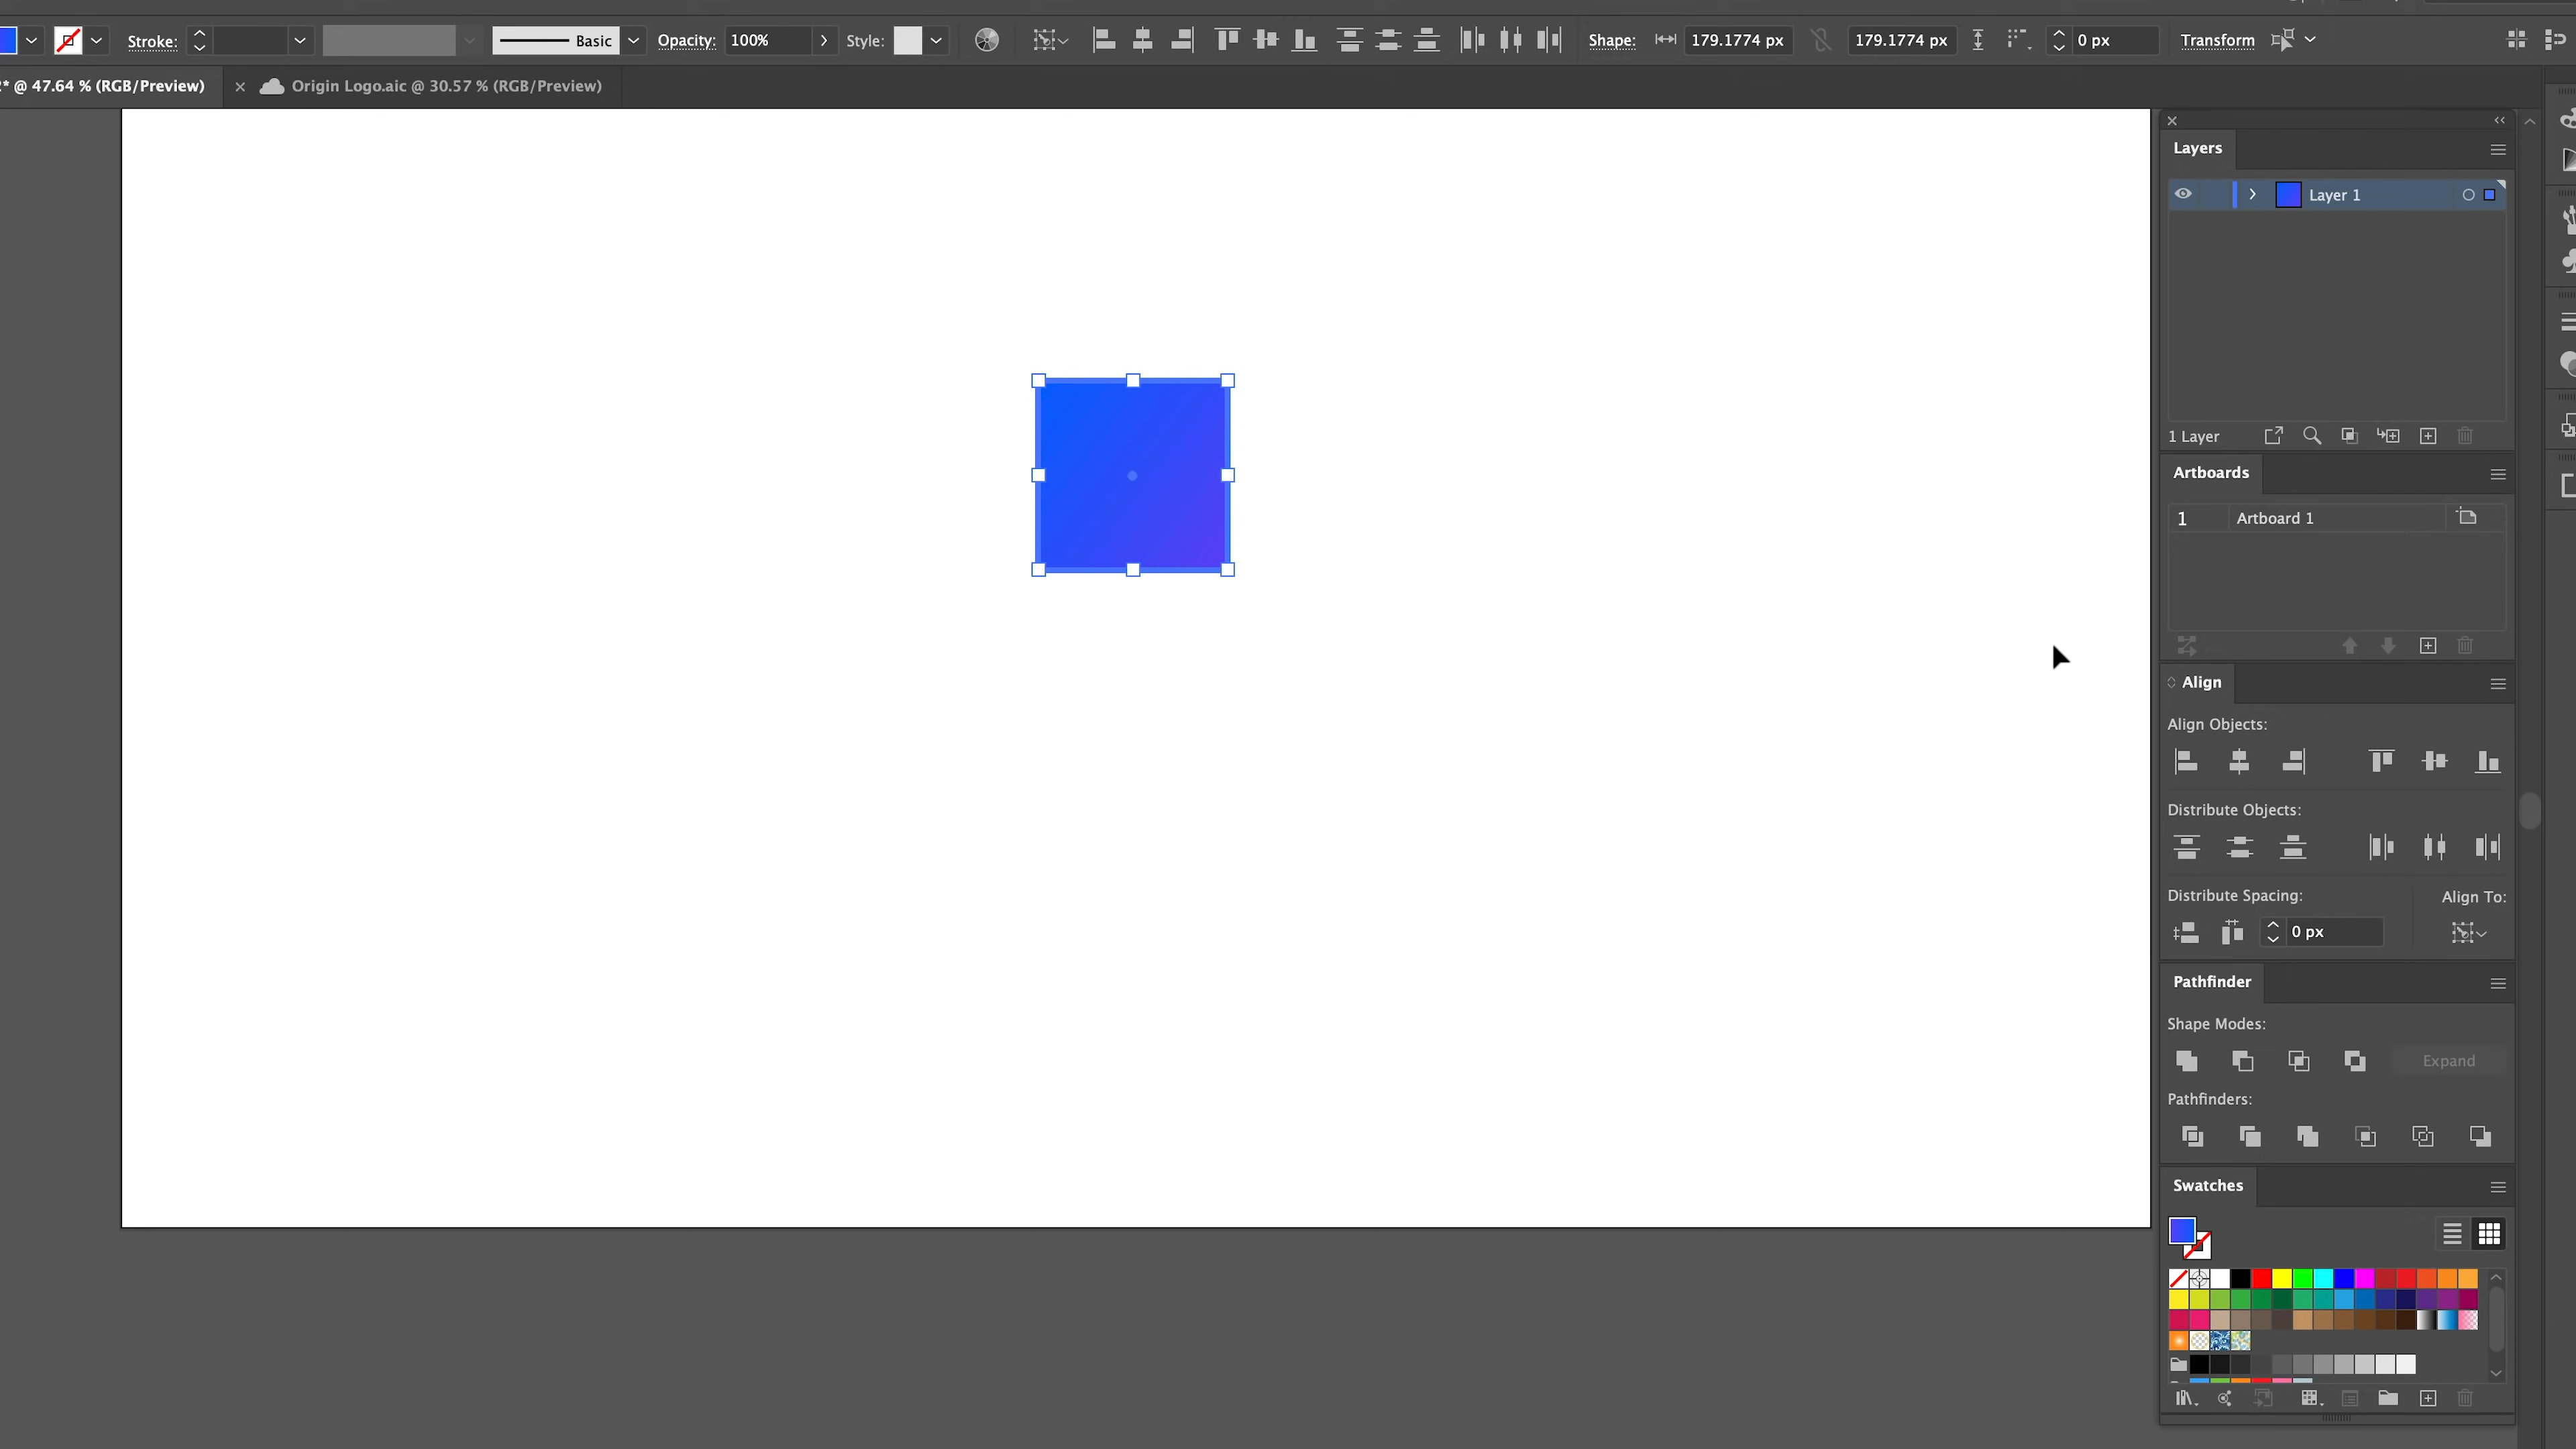 Stroke: Basic Opacity: 100% Style: Shape: 179.1774 px 179.1774 px 0 px Transform
* @ 47.64 % (RGB/Preview) Origin Logo.aic @ 30.57 % (RGB/Preview)
Layers
Layer 1
1 Layer
Artboards
1 Artboard 1
Align
Align Objects:
Distribute Objects:
Distribute Spacing: Align To:
0 px
Pathfinder
Shape Modes:
Expand
Pathfinders:
Swatches